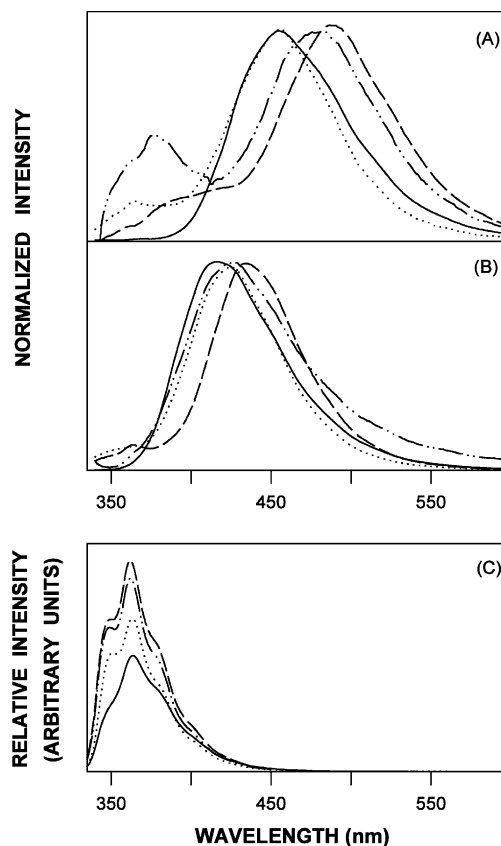 (A)
NORMALIZED INTENSITY
(B)
350 450 550
(C)
RELATIVE INTENSITY
(ARBITRARY UNITS)
350 450 550
WAVELENGTH (nm)